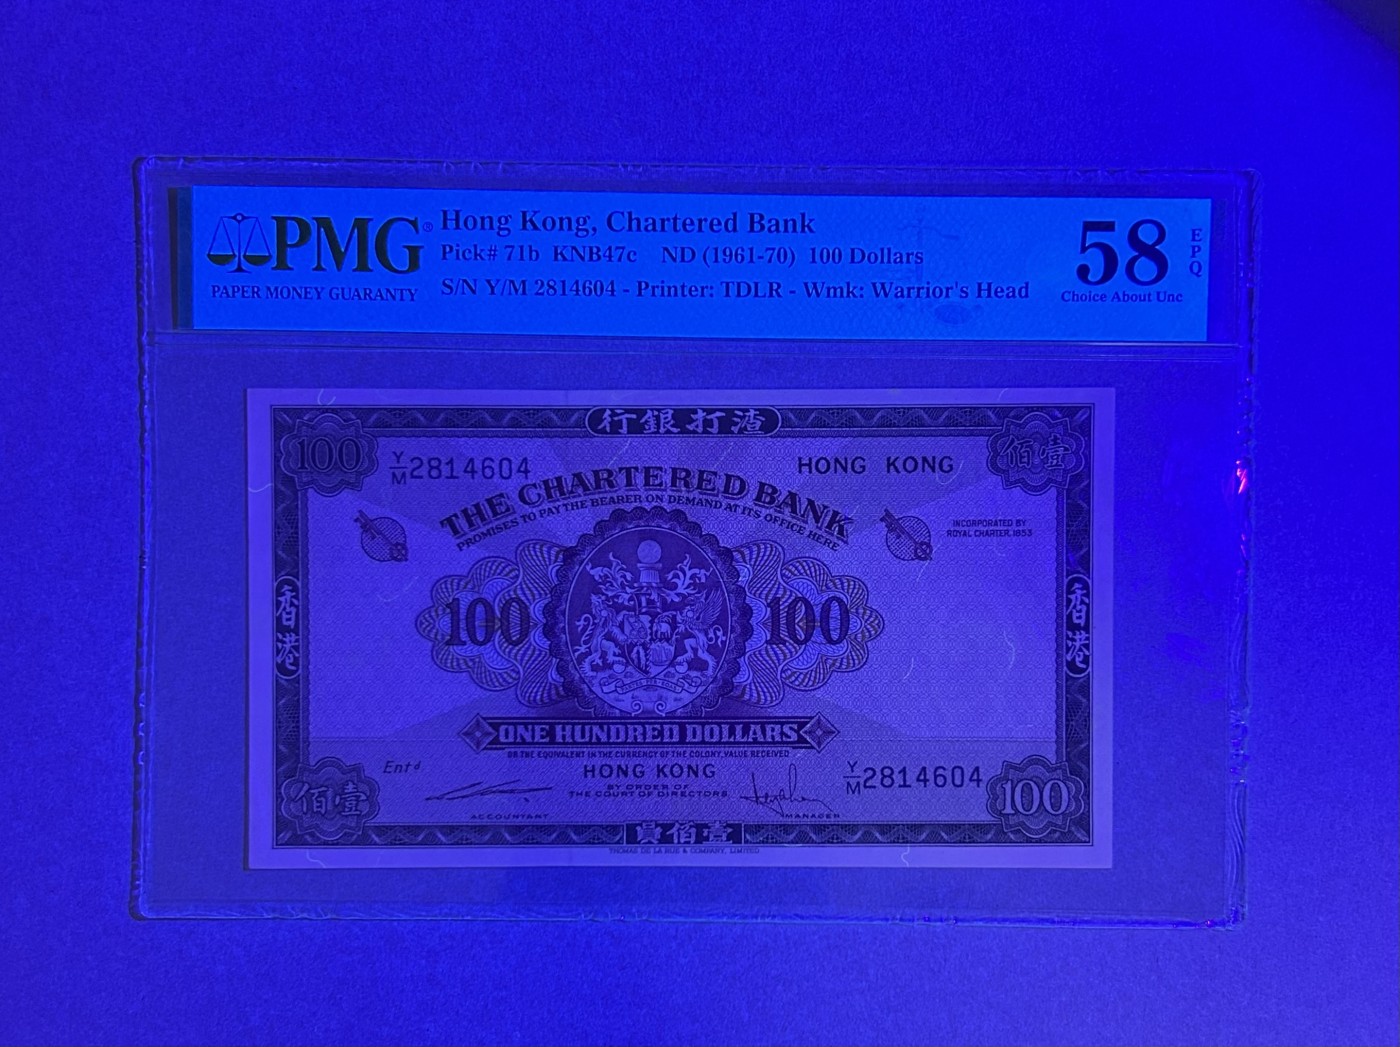 PMG®
PAPER MONEY GUARANTY
Hong Kong, Chartered Bank
Pick# 71b KNB47c ND (1961-70) 100 Dollars
S/N Y/M 2814604 - Printer: TDLR - Wmk: Warrior's Head
58
EPQ
Choice About Unc
行銀打渣
100
佰壹
Y/M 2814604
HONG KONG
THE CHARTERED BANK
PROMISES TO PAY THE BEARER ON DEMAND AT ITS OFFICE HERE
INCORPORATED BY
ROYAL CHARTER, 1853
香港
100
100
香港
ONE HUNDRED DOLLARS
OR THE EQUIVALENT IN THE CURRENCY OF THE COLONY, VALUE RECEIVED
Entd
HONG KONG
Y/M 2814604
BY ORDER OF
THE COURT OF DIRECTORS
ACCOUNTANT
MANAGER
佰壹
100
員佰壹
THOMAS DE LA RUE & COMPANY, LIMITED